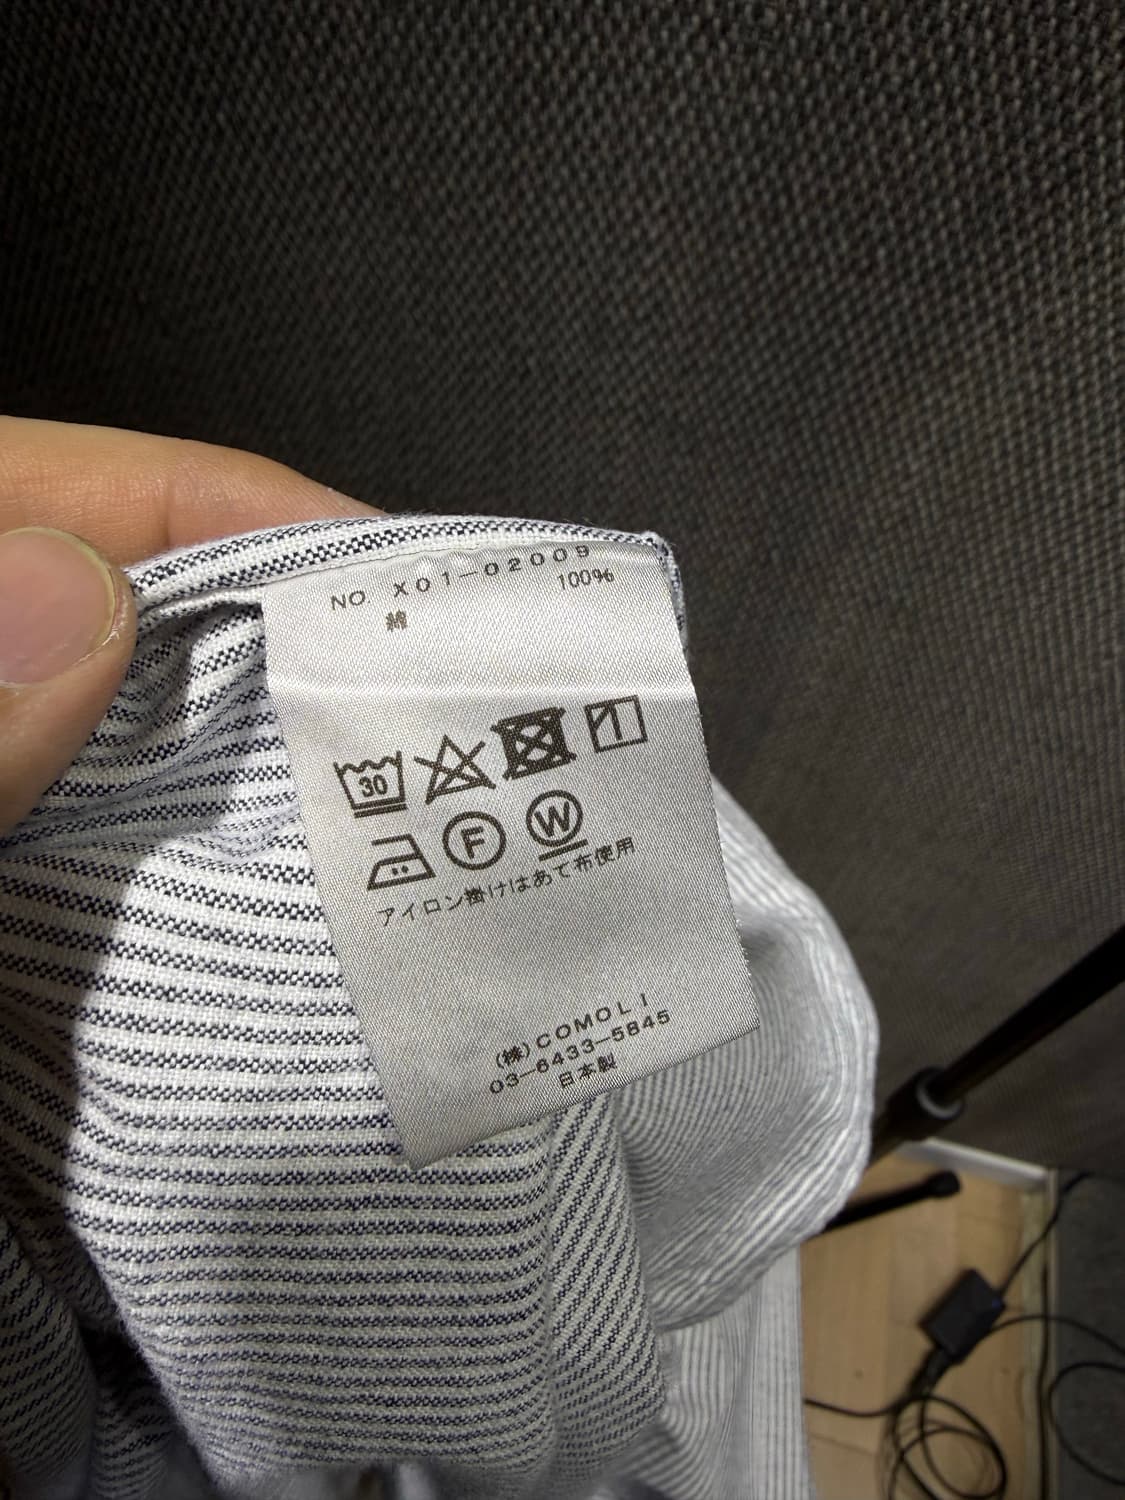 NO. X01-02009
綿 100%
30
F W
アイロン掛けはあて布使用
(株)COMOLI
03-6433-5845
日本製